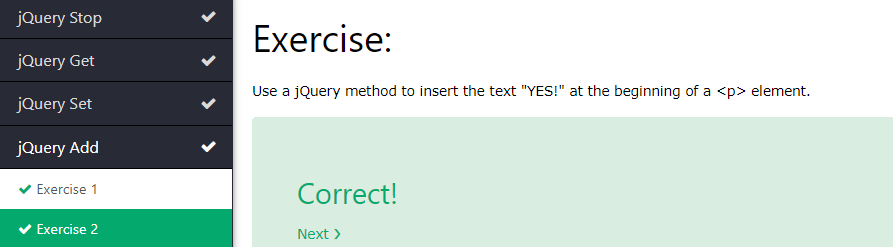 jQuery Stop
jQuery Get
jQuery Set
jQuery Add
Exercise 1
Exercise 2
Exercise:
Use a jQuery method to insert the text "YES!" at the beginning of a <p> element.
Correct!
Next ❯